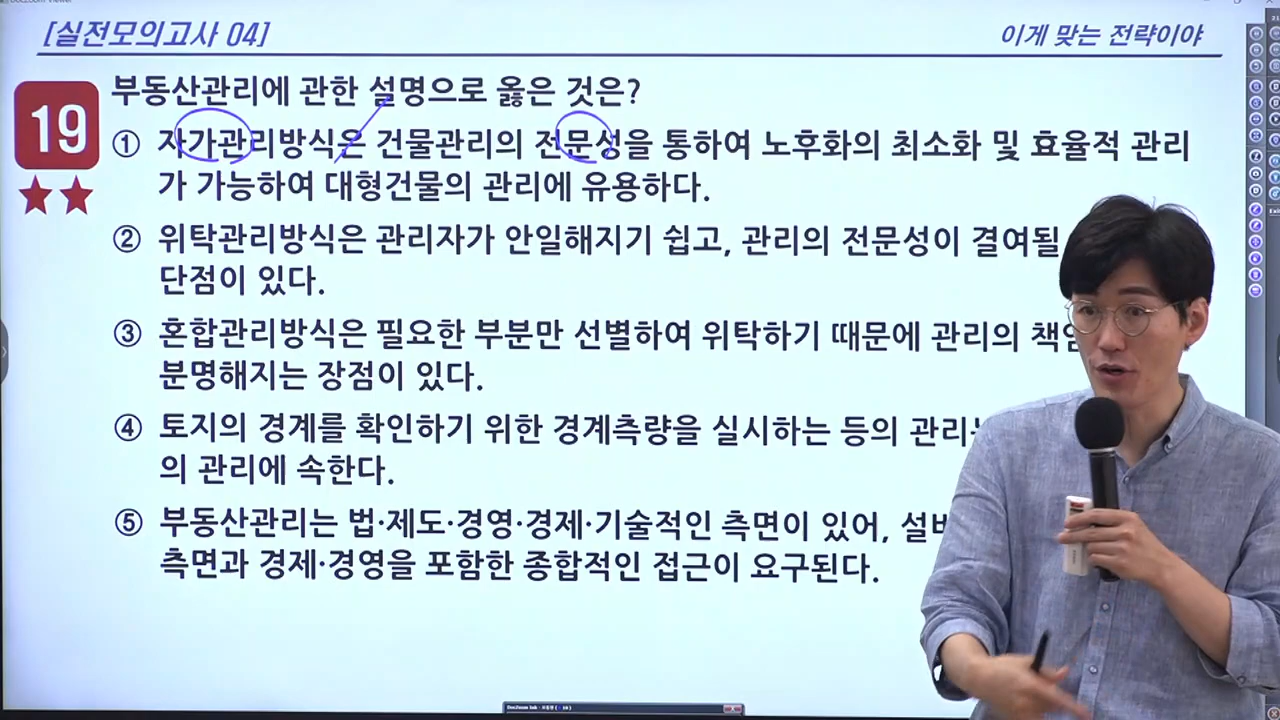 [실전모의고사 04]
이게 맞는 전략이야
19
부동산관리에 관한 설명으로 옳은 것은?
① 자가관리방식은 건물관리의 전문성을 통하여 노후화의 최소화 및 효율적 관리
가 가능하여 대형건물의 관리에 유용하다.
② 위탁관리방식은 관리자가 안일해지기 쉽고, 관리의 전문성이 결여될
단점이 있다.
③ 혼합관리방식은 필요한 부분만 선별하여 위탁하기 때문에 관리의
분명해지는 장점이 있다.
④ 토지의 경계를 확인하기 위한 경계측량을 실시하는 등의
의 관리에 속한다.
⑤ 부동산관리는 법·제도·경영·경제·기술적인 측면이 있어,
측면과 경제·경영을 포함한 종합적인 접근이 요구된다.